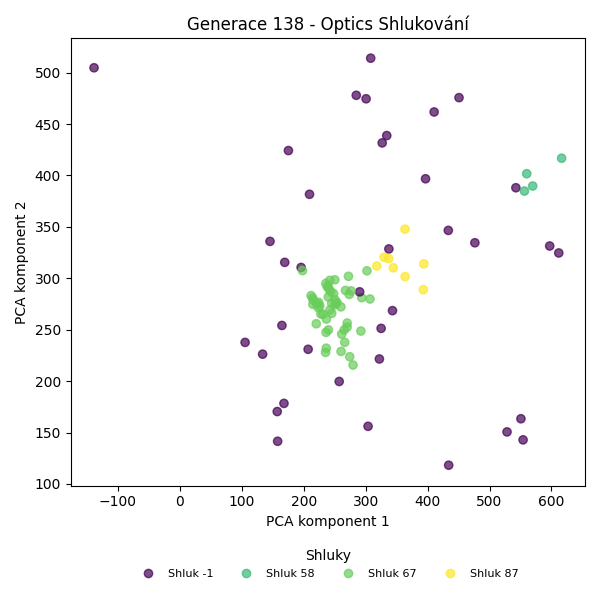 Generace 138 - Optics Shlukování
500
450
400
350
300
250
200
150
100
PCA komponent 2
−100
0
100
200
300
400
500
600
PCA komponent 1
Shluky
Shluk -1
Shluk 58
Shluk 67
Shluk 87